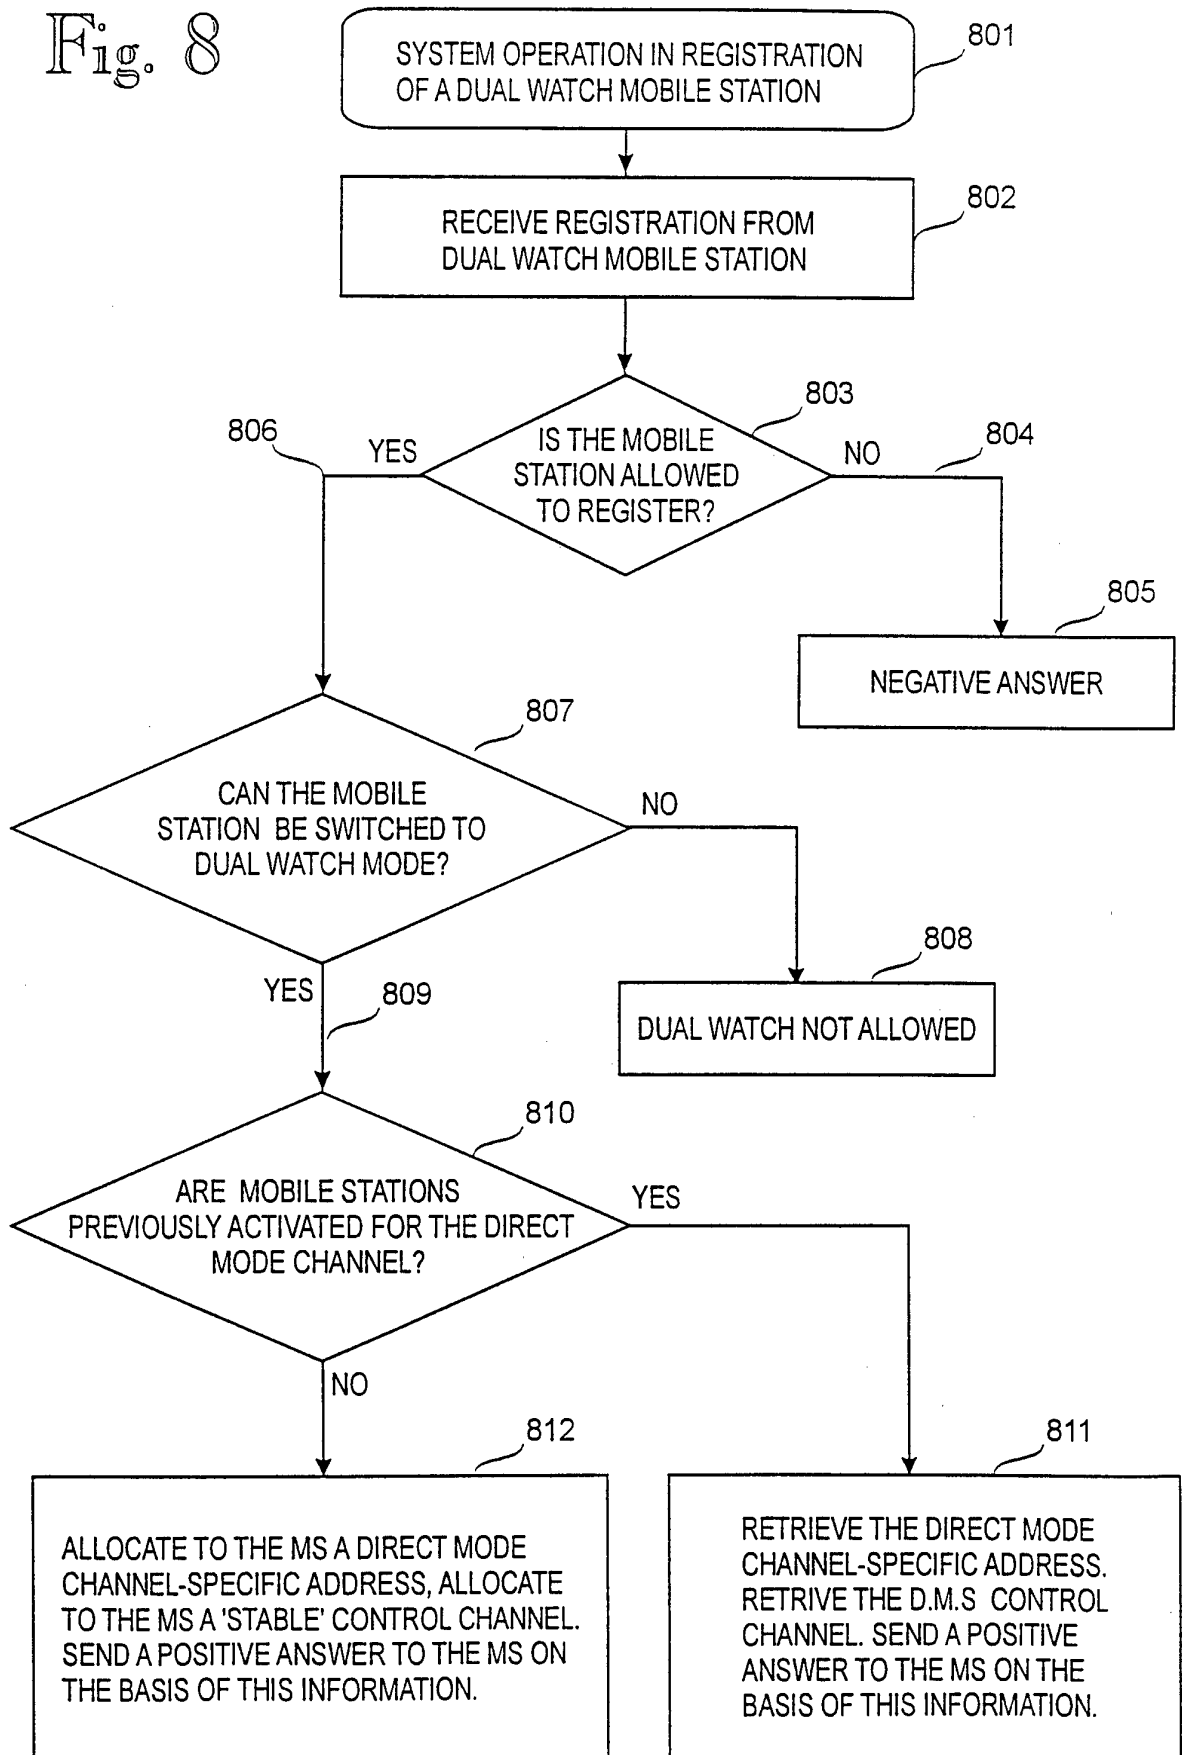 Fig. 8
801
SYSTEM OPERATION IN REGISTRATION
OF A DUAL WATCH MOBILE STATION
802
RECEIVE REGISTRATION FROM
DUAL WATCH MOBILE STATION
803
IS THE MOBILE
STATION ALLOWED
TO REGISTER?
806
YES
NO
804
805
NEGATIVE ANSWER
807
CAN THE MOBILE
STATION BE SWITCHED TO
DUAL WATCH MODE?
NO
808
DUAL WATCH NOT ALLOWED
YES
809
810
ARE MOBILE STATIONS
PREVIOUSLY ACTIVATED FOR THE DIRECT
MODE CHANNEL?
YES
NO
812
ALLOCATE TO THE MS A DIRECT MODE
CHANNEL-SPECIFIC ADDRESS, ALLOCATE
TO THE MS A 'STABLE' CONTROL CHANNEL.
SEND A POSITIVE ANSWER TO THE MS ON
THE BASIS OF THIS INFORMATION.
811
RETRIEVE THE DIRECT MODE
CHANNEL-SPECIFIC ADDRESS.
RETRIVE THE D.M.S CONTROL
CHANNEL. SEND A POSITIVE
ANSWER TO THE MS ON THE
BASIS OF THIS INFORMATION.